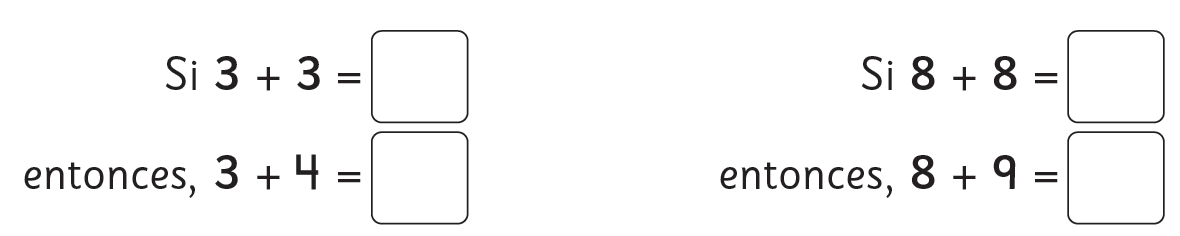 Si 3 + 3 =
entonces, 3 + 4 =
Si 8 + 8 =
entonces, 8 + 9 =